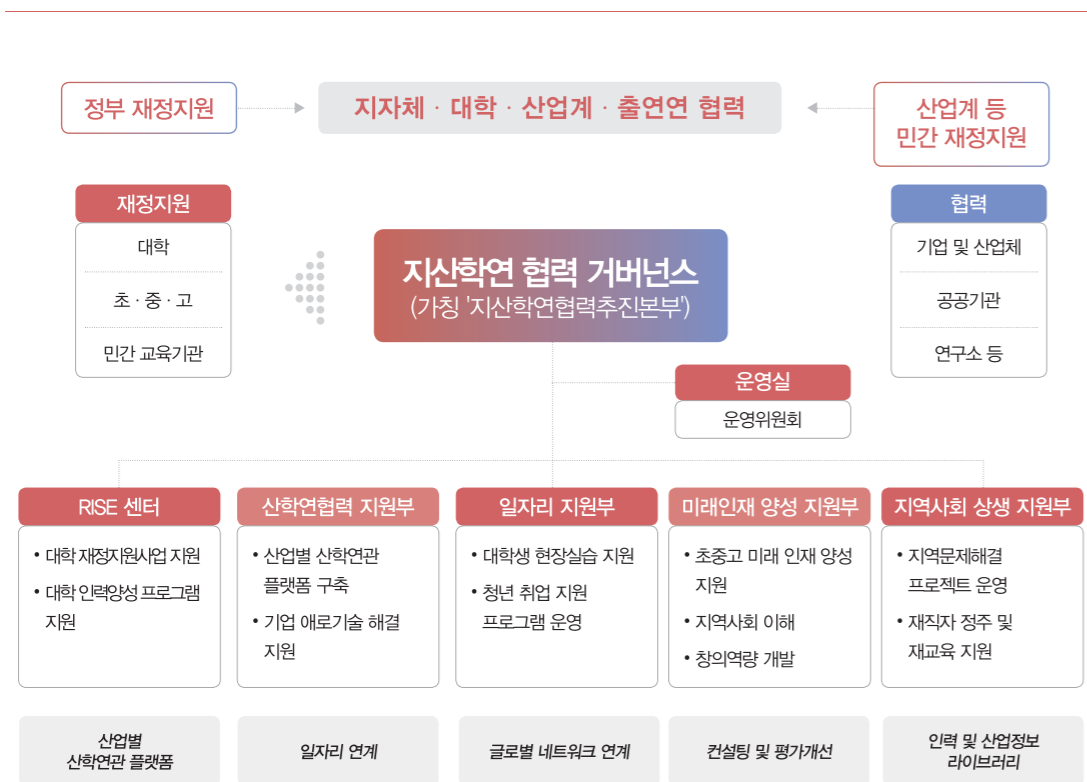 정부 재정지원
지자체 · 대학 · 산업계 · 출연연 협력
산업계 등
민간 재정지원
재정지원
대학
초 · 중 · 고
민간 교육기관
지산학연 협력 거버넌스
(가칭 '지산학연협력추진본부')
협력
기업 및 산업체
공공기관
연구소 등
운영실
운영위원회
RISE 센터
• 대학 재정지원사업 지원
• 대학 인력양성 프로그램
지원
산학연협력 지원부
• 산업별 산학연관
플랫폼 구축
• 기업 애로기술 해결
지원
일자리 지원부
• 대학생 현장실습 지원
• 청년 취업 지원
프로그램 운영
미래인재 양성 지원부
• 초중고 미래 인재 양성
지원
• 지역사회 이해
• 창의역량 개발
지역사회 상생 지원부
• 지역문제해결
프로젝트 운영
• 재직자 정주 및
재교육 지원
산업별
산학연관 플랫폼
일자리 연계
글로벌 네트워크 연계
컨설팅 및 평가개선
인력 및 산업정보
라이브러리